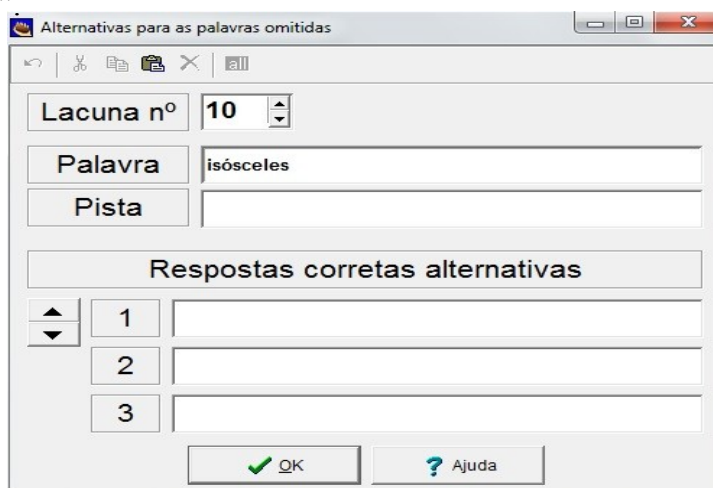 Alternativas para as palavras omitidas
all
Lacuna nº 10
Palavra isósceles
Pista
Respostas corretas alternativas
1
2
3
OK ? Ajuda